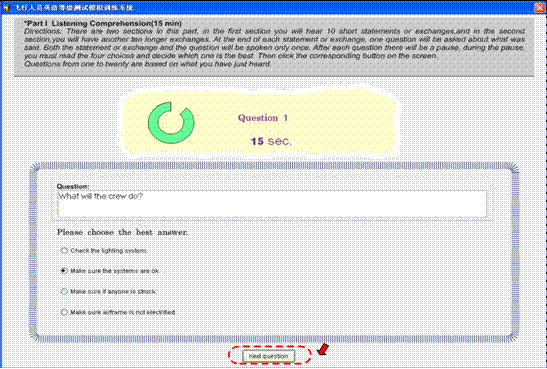 飞行人员英语等级测试模拟训练系统
*Part I Listening Comprehension(15 min)
Directions: There are two sections in this part, in the first section you will hear 10 short statements or exchanges,and in the second
section,you will have another ten longer exchanges. At the end of each statement or exchange, one question will be asked about what was
said. Both the statement or exchange and the question will be spoken only once. After each question there will be a pause, during the pause,
you must read the four choices and decide which one is the best. Then click the corresponding button on the screen.
Questions from one to twenty are based on what you have just heard.
Question 1
15 sec.
Question:
What will the crew do?
Please choose the best answer.
Check the lighting system.
Make sure the systems are ok.
Make sure if anyone is struck.
Make sure airframe is not electrified.
next question